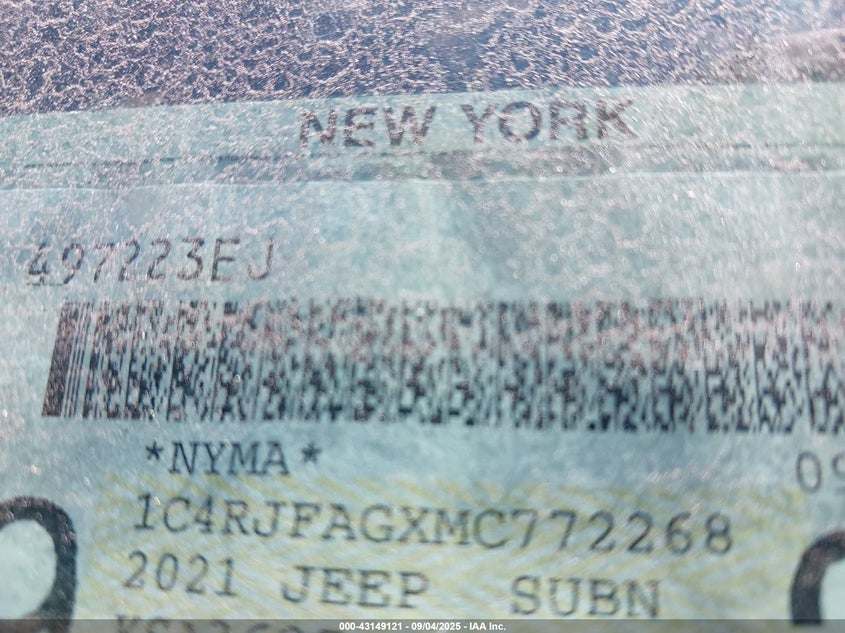 NEW YORK
497223EJ
*NYMA*
1C4RJFAGXMC772268
2021 JEEP SUBN
000-43149121 - 09/04/2025 - IAA Inc.